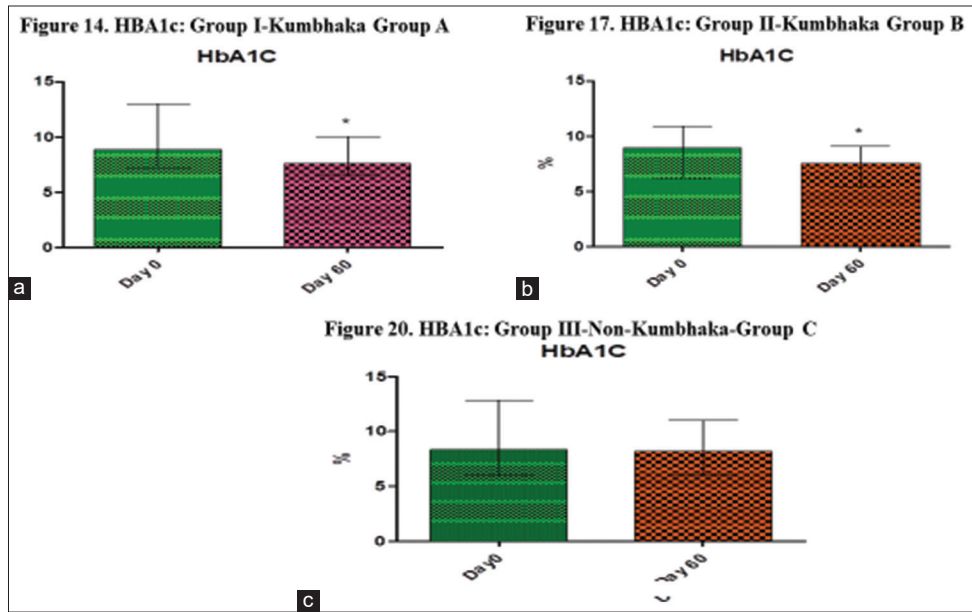 Figure 14. HBA1c: Group I-Kumbhaka Group A
HbA1C
15
10
5
0
*
Day 0
Day 60
a
Figure 17. HBA1c: Group II-Kumbhaka Group B
HbA1C
%
15
10
5
0
*
Day 0
Day 60
b
Figure 20. HBA1c: Group III-Non-Kumbhaka-Group C
HbA1C
%
15
10
5
0
Day0
Day 60
c